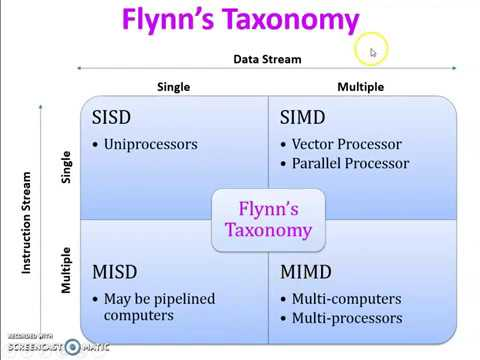 Flynn's Taxonomy
Data Stream
Single
Multiple
Instruction Stream
Single
Multiple
SISD
• Uniprocessors
SIMD
• Vector Processor
• Parallel Processor
Flynn's
Taxonomy
MISD
• May be pipelined
computers
MIMD
• Multi-computers
• Multi-processors
RECORDED WITH
SCREENCAST MATIC